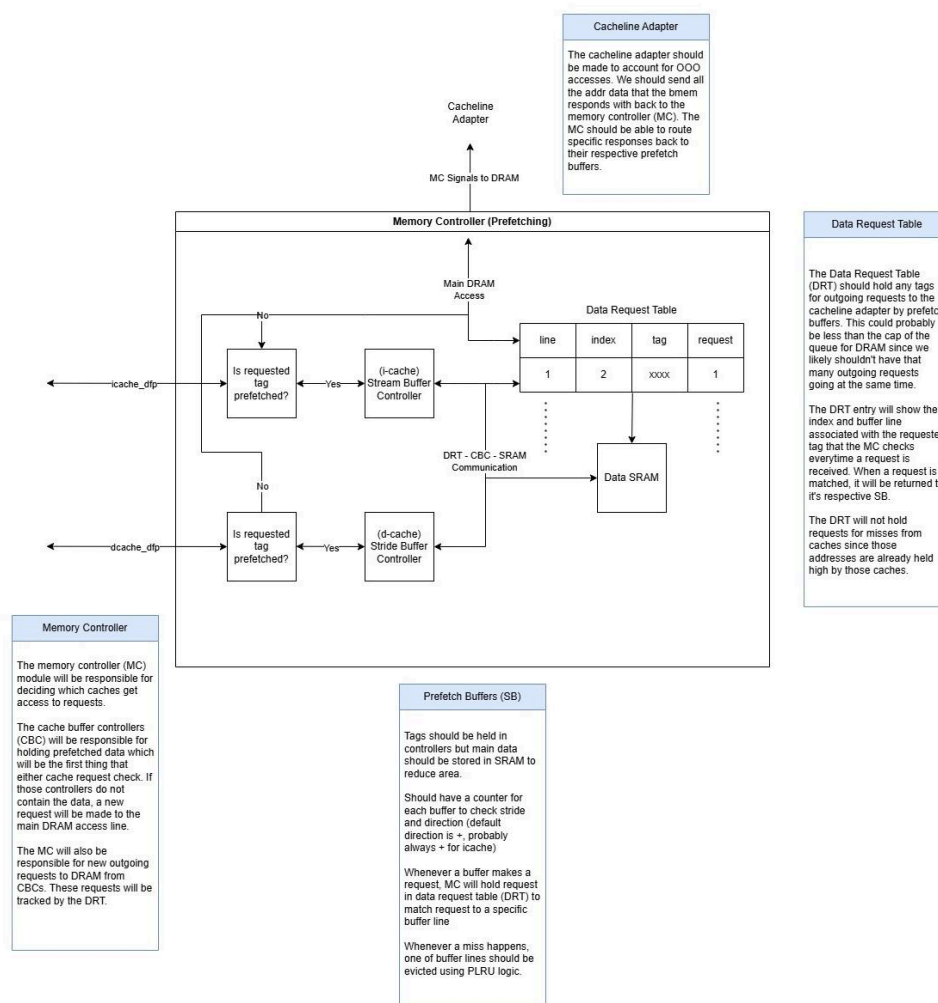 Cacheline Adapter
The cacheline adapter should
be made to account for OOO
accesses. We should send all
the addr data that the bmem
responds with back to the
memory controller (MC). The
MC should be able to route
specific responses back to
their respective prefetch
buffers.
Cacheline
Adapter
MC Signals to DRAM
Memory Controller (Prefetching)
Main DRAM
Access
Data Request Table
line index tag request
1 2 xxxx 1
No
icache_dfp
Is requested
tag
prefetched?
Yes
(i-cache)
Stream Buffer
Controller
DRT - CBC - SRAM
Communication
Data SRAM
No
dcache_dfp
Is requested
tag
prefetched?
Yes
(d-cache)
Stride Buffer
Controller
Data Request Table
The Data Request Table
(DRT) should hold any tags
for outgoing requests to the
cacheline adapter by
buffers. This could probably
be less than the cap of the
queue for DRAM since we
likely shouldn't have that
many outgoing requests
going at the same time.
The DRT entry will show the
index and buffer line
associated with the
tag that the MC checks
everytime a request is
received. When a request is
matched, it will be returned
it's respective SB.
The DRT will not hold
requests for misses from
caches since those
addresses are already held
high by those caches.
Memory Controller
The memory controller (MC)
module will be responsible for
deciding which caches get
access to requests.
The cache buffer controllers
(CBC) will be responsible for
holding prefetched data which
will be the first thing that
either cache request check. If
those controllers do not
contain the data, a new
request will be made to the
main DRAM access line.
The MC will also be
responsible for new outgoing
requests to DRAM from
CBCs. These requests will be
tracked by the DRT.
Prefetch Buffers (SB)
Tags should be held in
controllers but main data
should be stored in SRAM to
reduce area.
Should have a counter for
each buffer to check stride
and direction (default
direction is +, probably
always + for icache)
Whenever a buffer makes a
request, MC will hold request
in data request table (DRT) to
match request to a specific
buffer line
Whenever a miss happens,
one of buffer lines should be
evicted using PLRU logic.